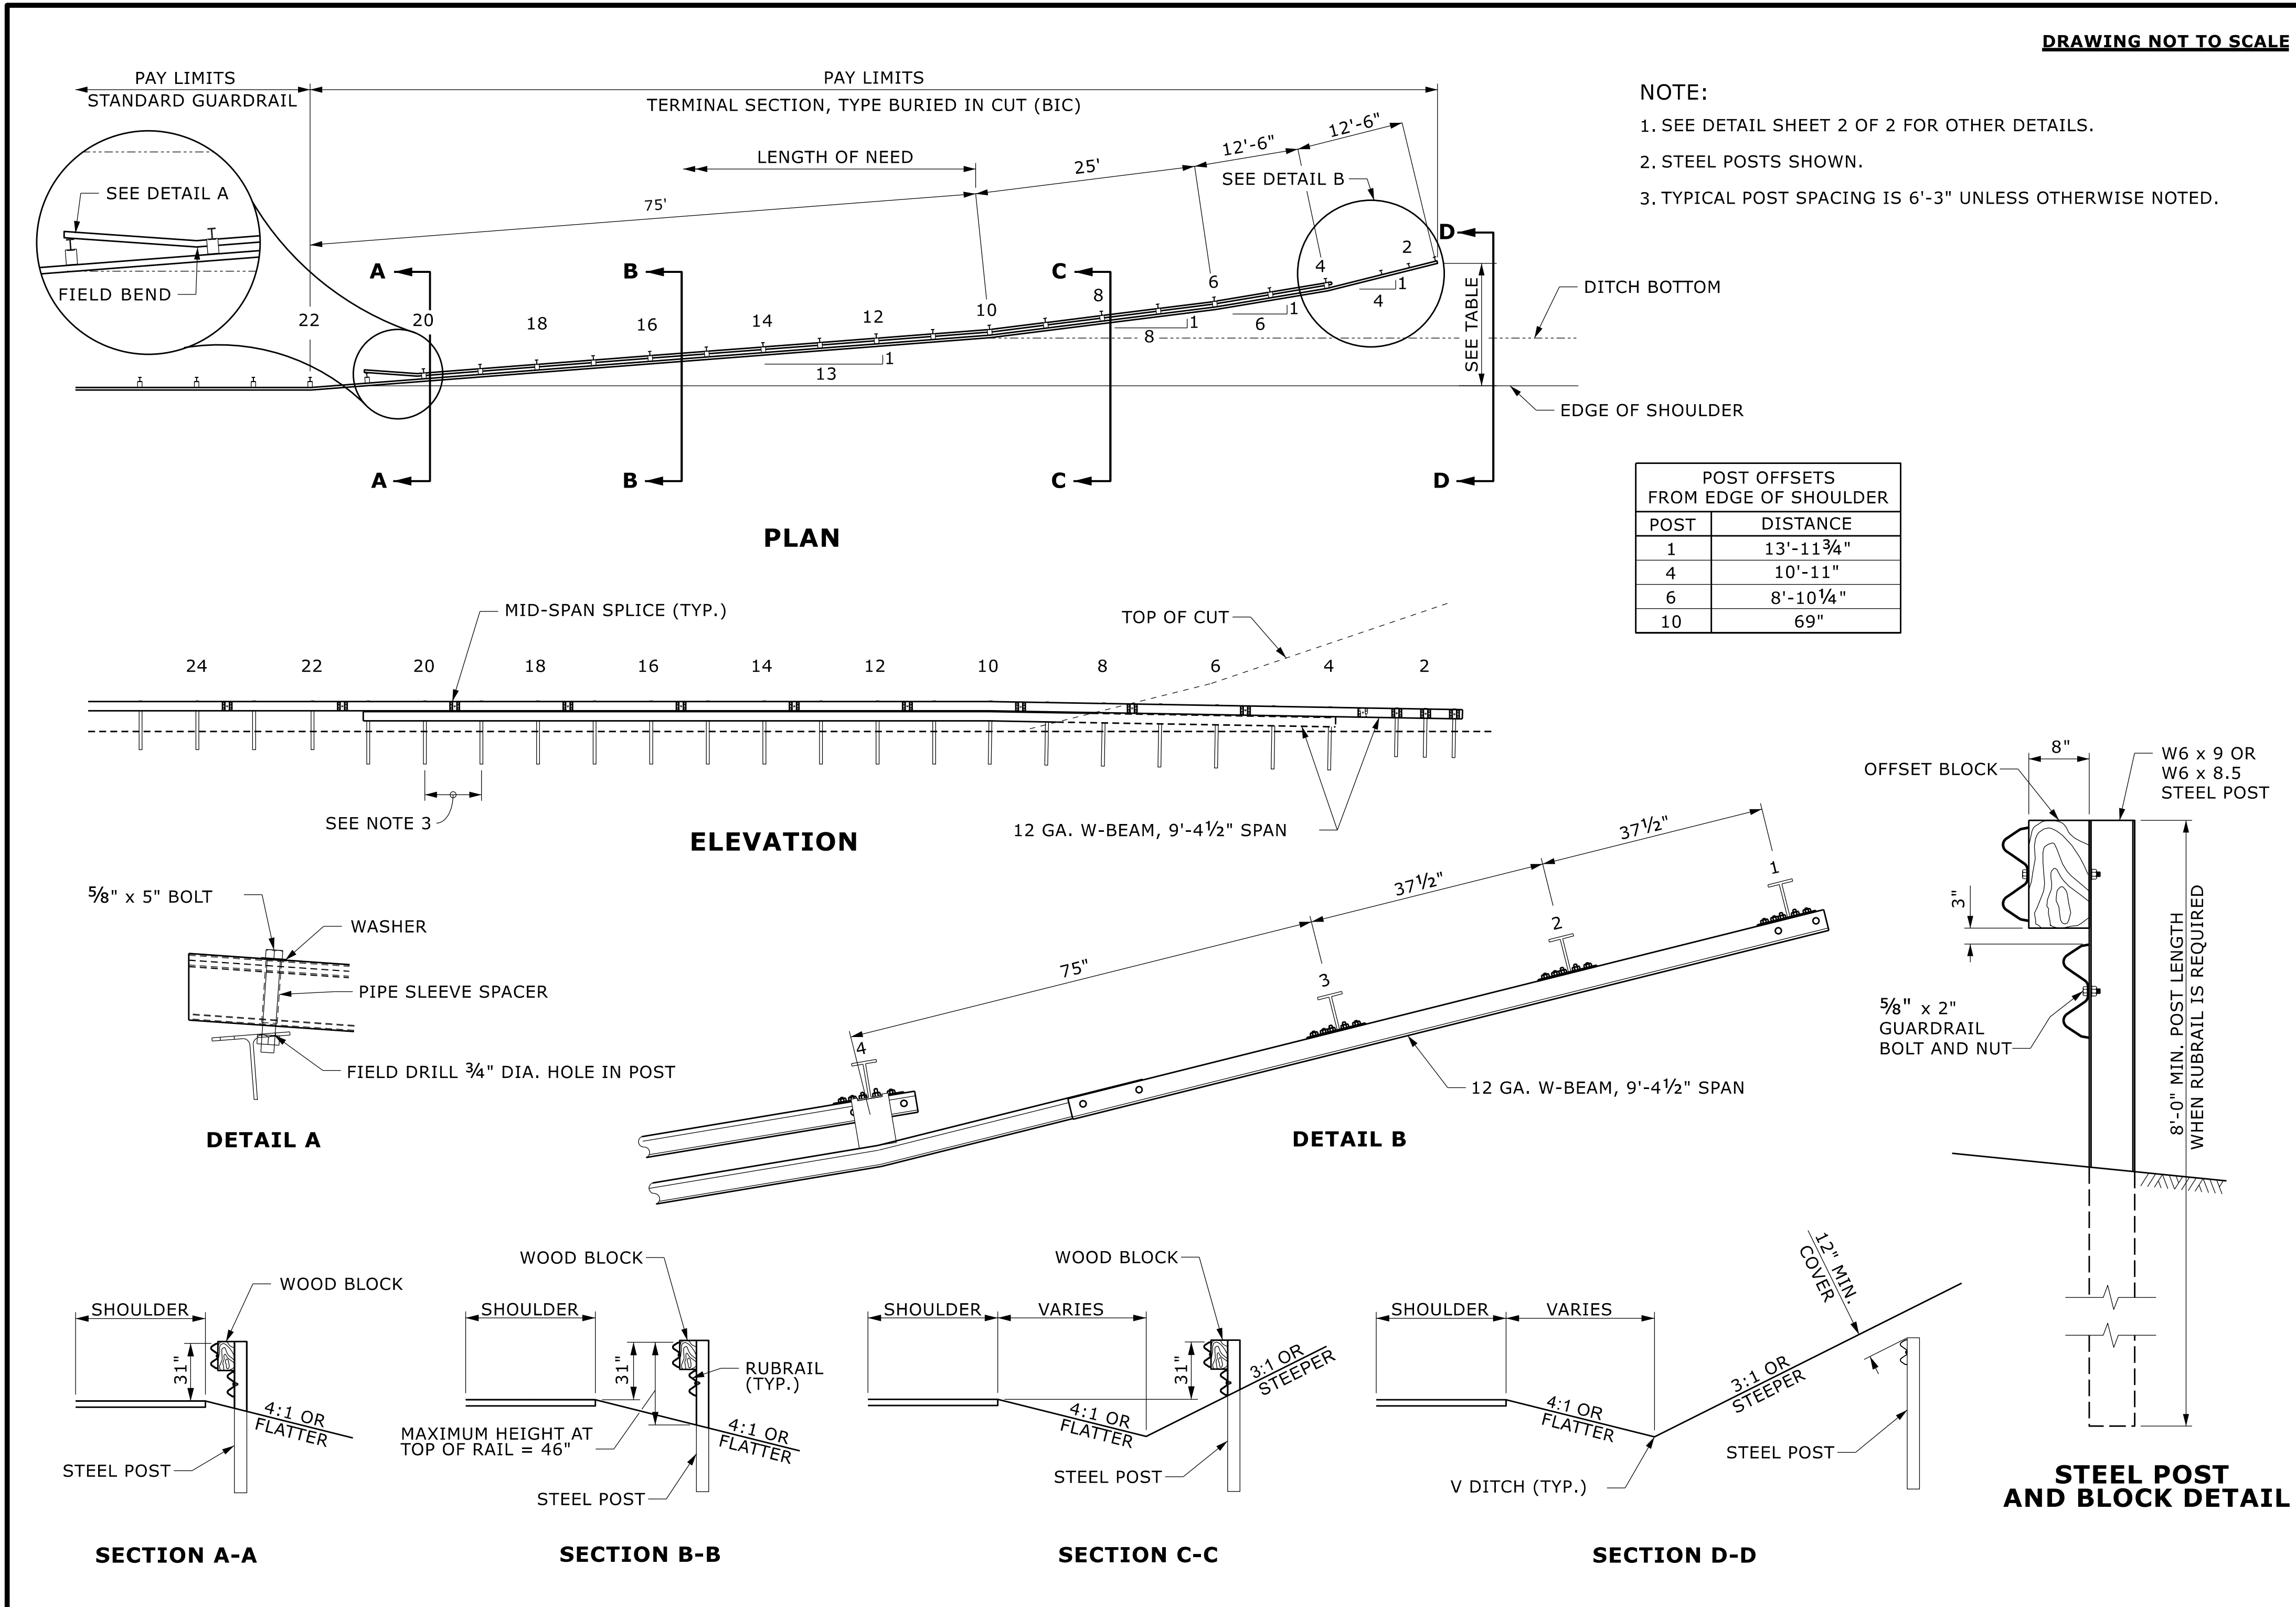 DRAWING NOT TO SCALE
PAY LIMITS
STANDARD GUARDRAIL
PAY LIMITS
TERMINAL SECTION, TYPE BURIED IN CUT (BIC)
NOTE:
1. SEE DETAIL SHEET 2 OF 2 FOR OTHER DETAILS.
2. STEEL POSTS SHOWN.
3. TYPICAL POST SPACING IS 6'-3" UNLESS OTHERWISE NOTED.
LENGTH OF NEED
75'
25'
12'-6"
12'-6"
SEE DETAIL B
SEE DETAIL A
FIELD BEND
22
20
18
16
14
12
10
8
6
4
2
A
B
C
D
1
13
1
8
1
6
1
4
SEE TABLE
DITCH BOTTOM
EDGE OF SHOULDER
A
B
C
D
PLAN
POST OFFSETS
FROM EDGE OF SHOULDER
POST DISTANCE
1 13'-11¾"
4 10'-11"
6 8'-10¼"
10 69"
MID-SPAN SPLICE (TYP.)
TOP OF CUT
24 22 20 18 16 14 12 10 8 6 4 2
SEE NOTE 3
ELEVATION
12 GA. W-BEAM, 9'-4½" SPAN
⅝" x 5" BOLT
WASHER
PIPE SLEEVE SPACER
FIELD DRILL ¾" DIA. HOLE IN POST
DETAIL A
75"
37½"
37½"
4
3
2
1
12 GA. W-BEAM, 9'-4½" SPAN
DETAIL B
8"
OFFSET BLOCK
W6 x 9 OR
W6 x 8.5
STEEL POST
3"
⅝" x 2"
GUARDRAIL
BOLT AND NUT
8'-0" MIN. POST LENGTH
WHEN RUBRAIL IS REQUIRED
STEEL POST
AND BLOCK DETAIL
SHOULDER
WOOD BLOCK
31"
4:1 OR
FLATTER
STEEL POST
SECTION A-A
WOOD BLOCK
SHOULDER
31"
RUBRAIL
(TYP.)
MAXIMUM HEIGHT AT
TOP OF RAIL = 46"
4:1 OR
FLATTER
STEEL POST
SECTION B-B
WOOD BLOCK
SHOULDER
VARIES
31"
3:1 OR
STEEPER
4:1 OR
FLATTER
STEEL POST
SECTION C-C
SHOULDER
VARIES
12" MIN.
COVER
3:1 OR
STEEPER
4:1 OR
FLATTER
STEEL POST
V DITCH (TYP.)
SECTION D-D